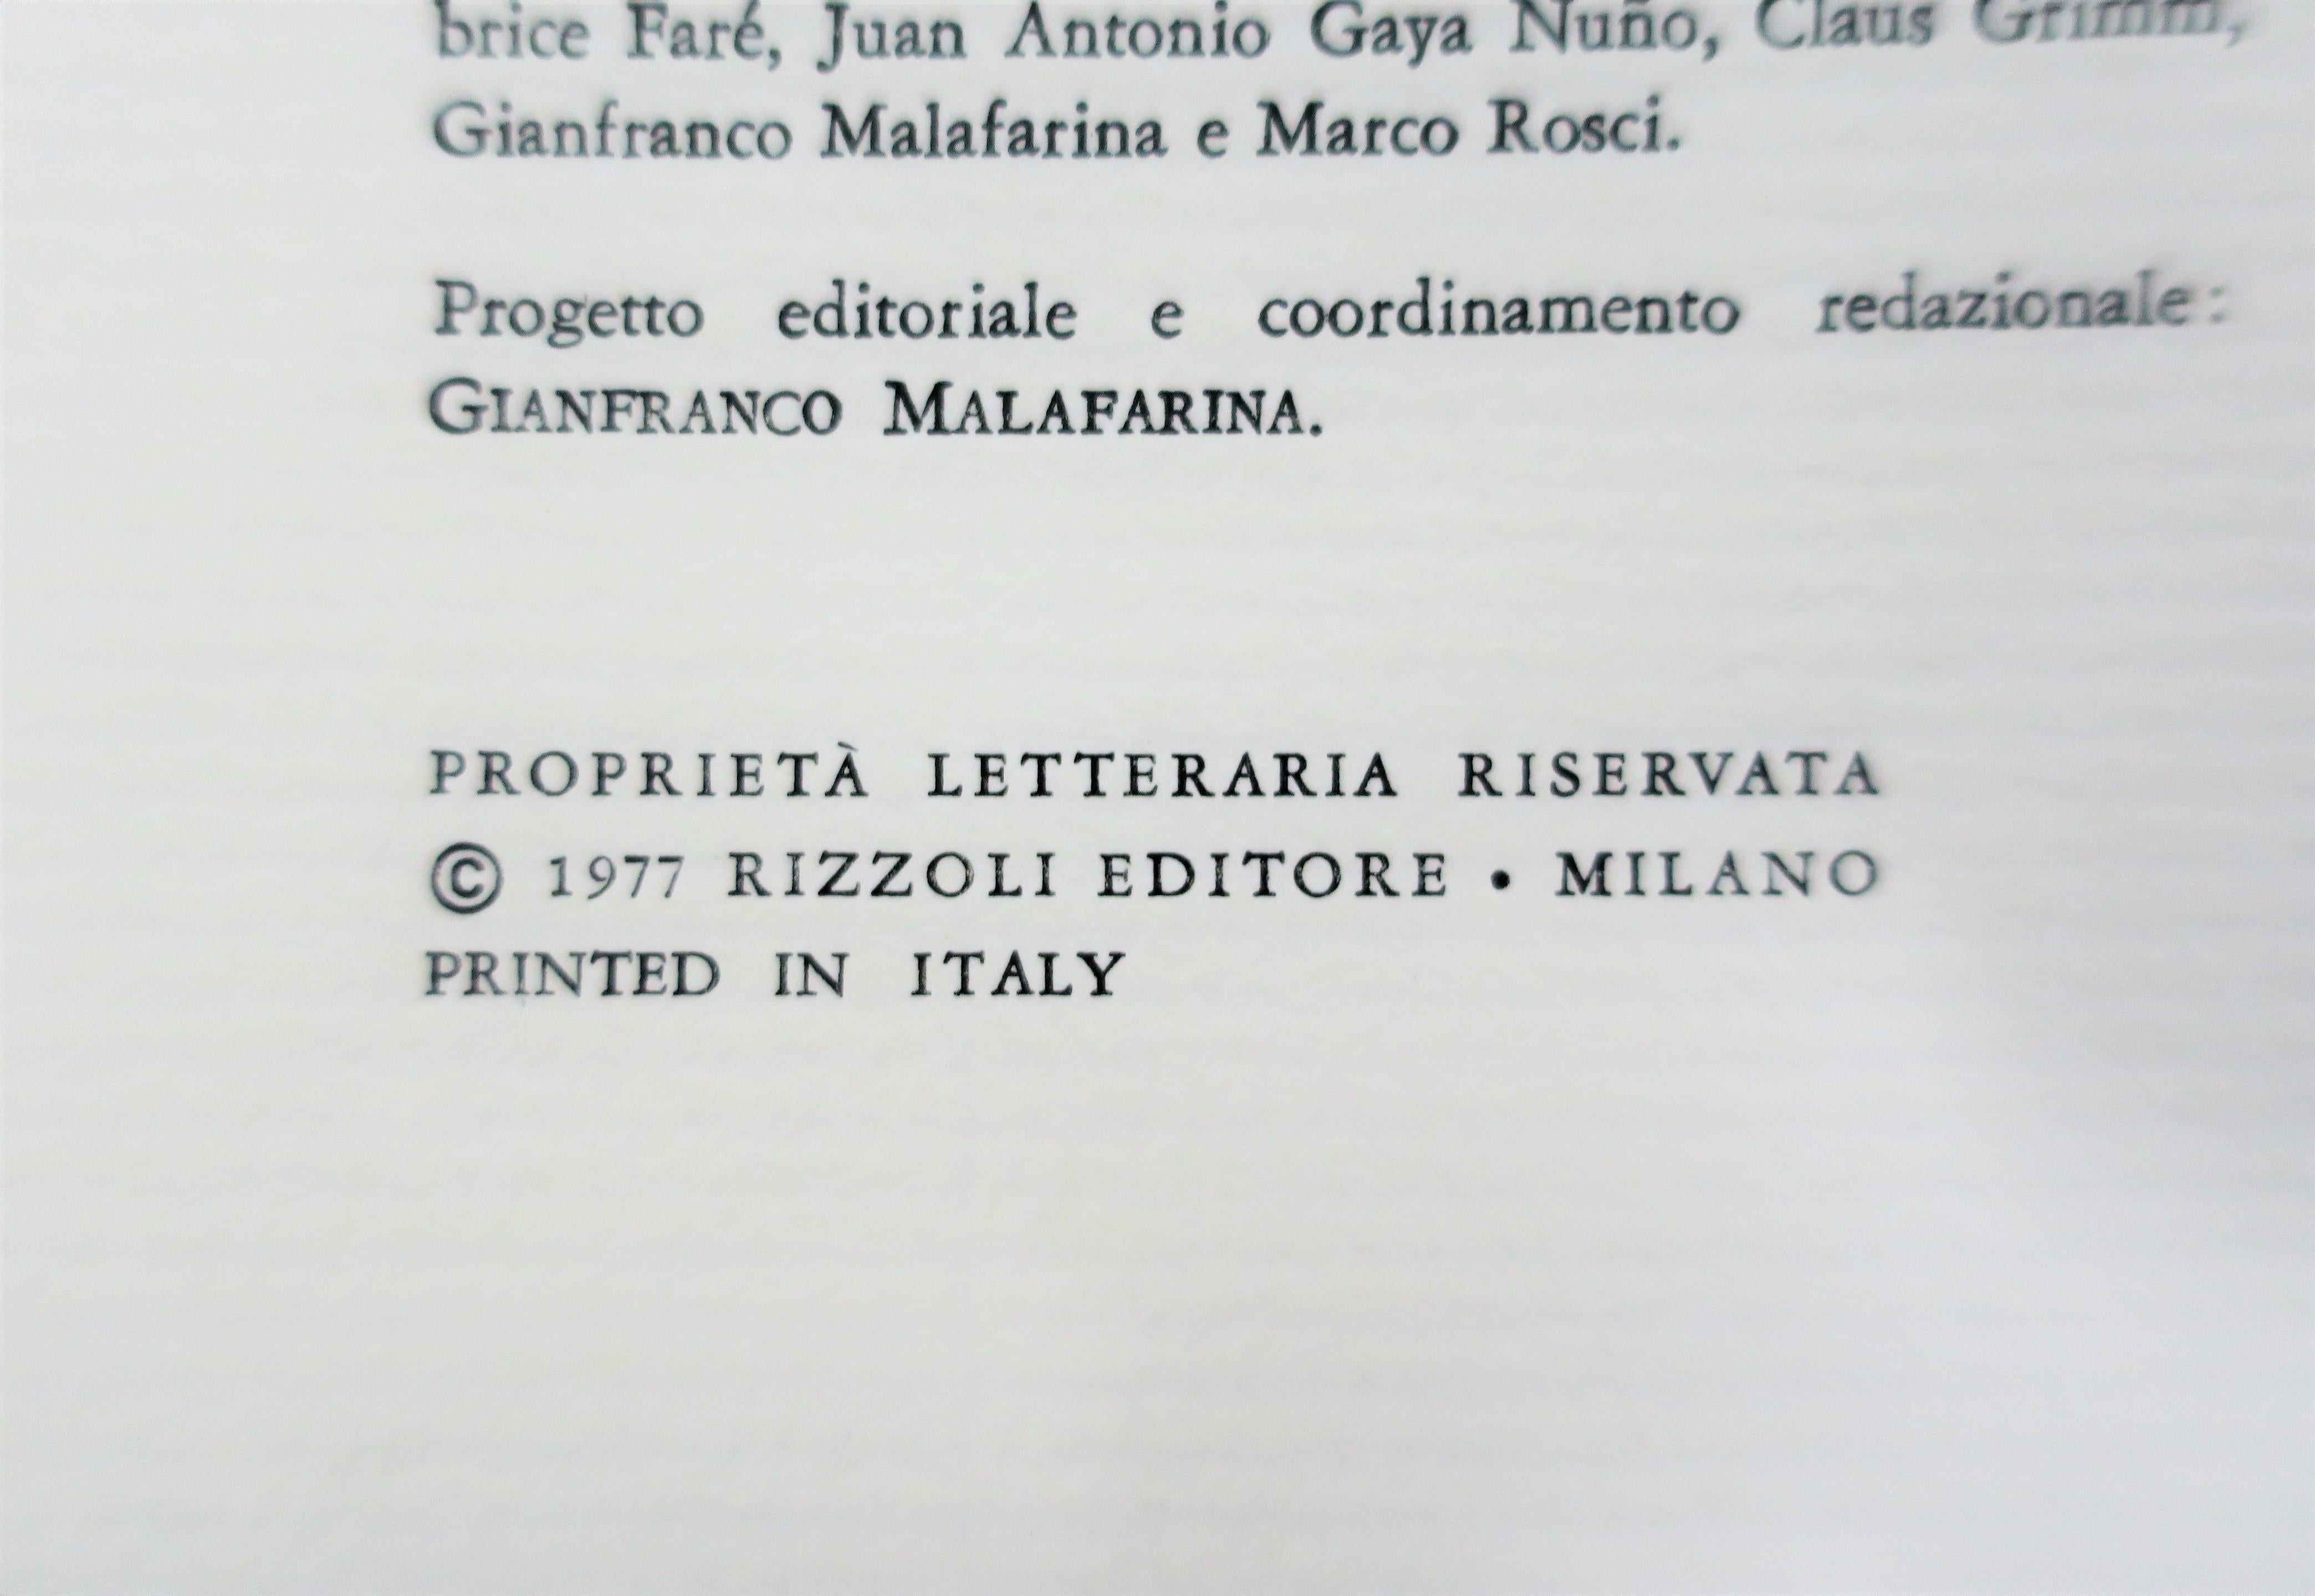 brice Faré, Juan Antonio Gaya Nuño, Claus Grimm,
Gianfranco Malafarina e Marco Rosci.
Progetto editoriale e coordinamento redazionale:
GIANFRANCO MALAFARINA.
PROPRIETÀ LETTERARIA RISERVATA
© 1977 RIZZOLI EDITORE • MILANO
PRINTED IN ITALY